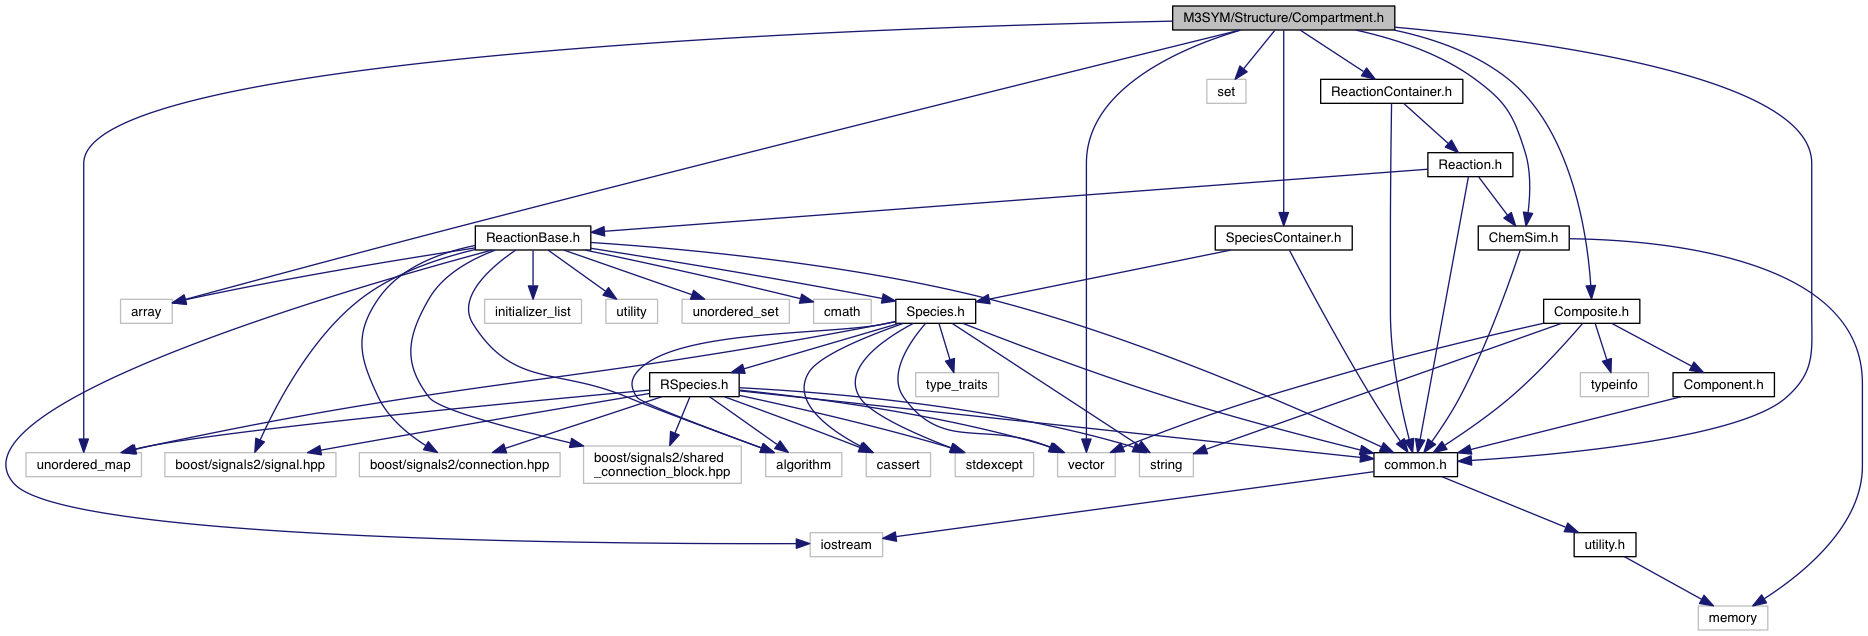 M3SYM/Structure/Compartment.h
set
ReactionContainer.h
Reaction.h
ReactionBase.h
SpeciesContainer.h
ChemSim.h
array
initializer_list
utility
unordered_set
cmath
Species.h
Composite.h
RSpecies.h
type_traits
typeinfo
Component.h
unordered_map
boost/signals2/signal.hpp
boost/signals2/connection.hpp
boost/signals2/shared
_connection_block.hpp
algorithm
cassert
stdexcept
vector
string
common.h
iostream
utility.h
memory